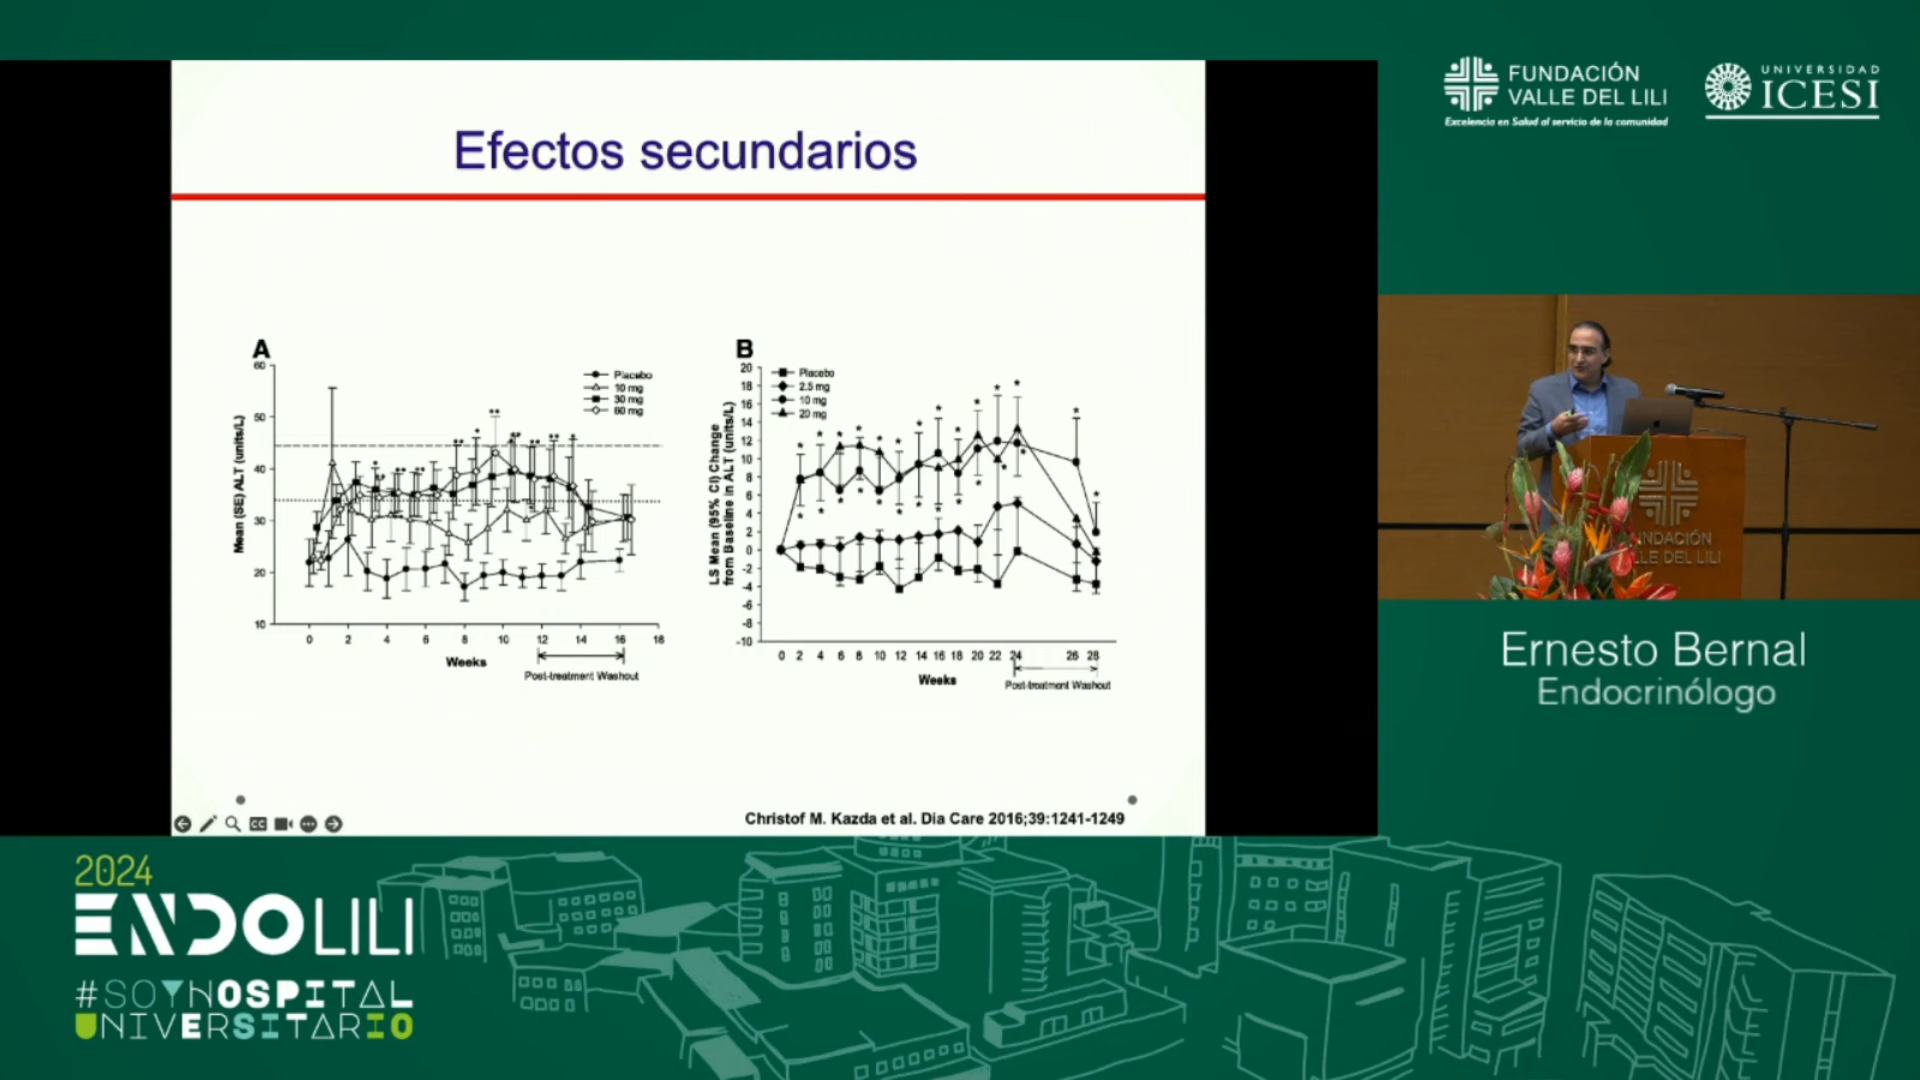 Efectos secundarios
A
60
50
40
30
20
10
Mean (SE) ALT (units/L)
Placebo
10 mg
30 mg
60 mg
0 2 4 6 8 10 12 14 16 18
Weeks
Post-treatment Washout
B
20
18
16
14
12
10
8
6
4
2
0
-2
-4
-6
-8
-10
LS Mean (95% CI) Change
from Baseline in ALT (units/L)
Placebo
2.5 mg
10 mg
20 mg
0 2 4 6 8 10 12 14 16 18 20 22 24 26 28
Weeks
Post-treatment Washout
Christof M. Kazda et al. Dia Care 2016;39:1241-1249
CC
FUNDACIÓN
VALLE DEL LILI
Excelencia en Salud al servicio de la comunidad
UNIVERSIDAD
ICESI
NDACIÓN
LLE DEL LILI
Ernesto Bernal
Endocrinólogo
2024
ENDOLILI
#SOYHOSPITAL
UNIVERSITARIO